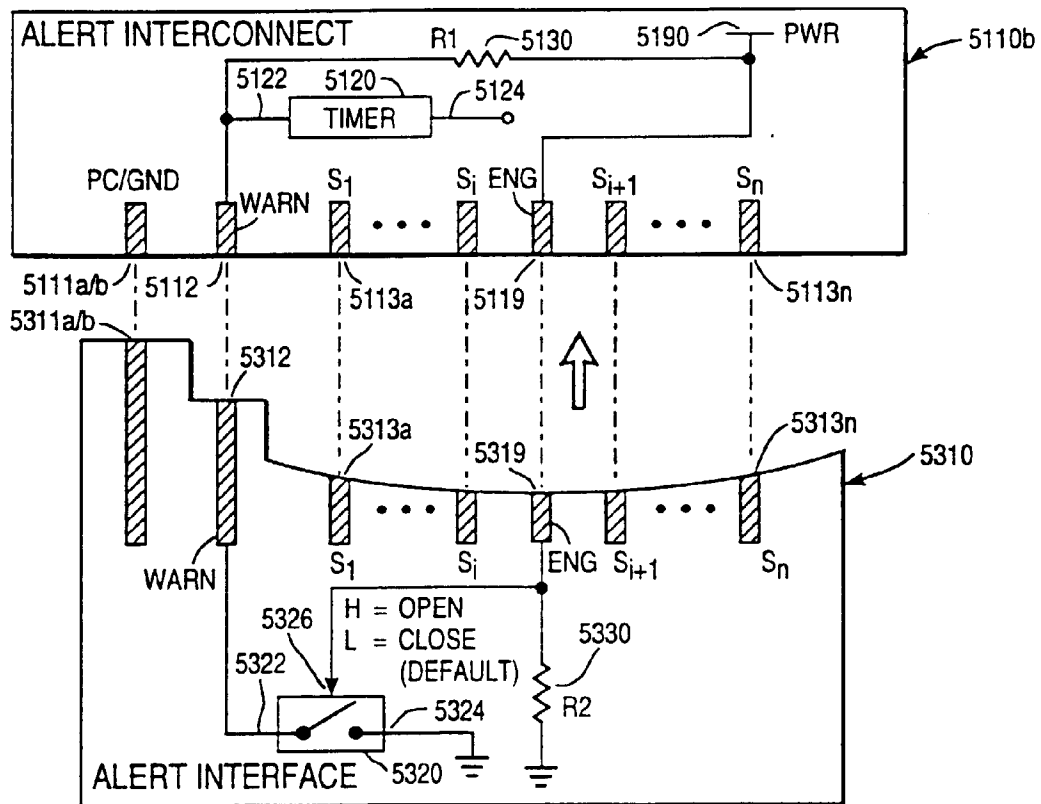 ALERT INTERCONNECT
R1
5130
5190
PWR
5110b
5122
5120
5124
TIMER
PC/GND
WARN
S1
Si
ENG
Si+1
Sn
5111a/b
5112
5113a
5119
5113n
5311a/b
5312
5313a
5319
5313n
5310
WARN
S1
Si
ENG
Si+1
Sn
H = OPEN
L = CLOSE
(DEFAULT)
5326
5330
5322
5324
R2
5320
ALERT INTERFACE